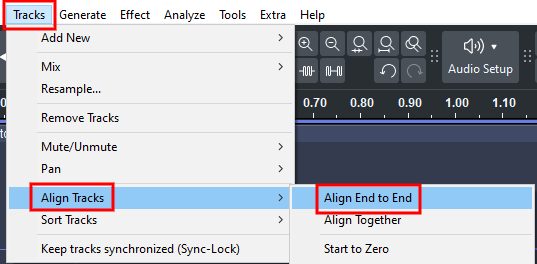 Tracks Generate Effect Analyze Tools Extra Help
Add New
Mix
Resample...
Remove Tracks
Mute/Unmute
Pan
Align Tracks
Sort Tracks
Keep tracks synchronized (Sync-Lock)
Audio Setup
0.70 0.80 0.90 1.00 1.10
Align End to End
Align Together
Start to Zero